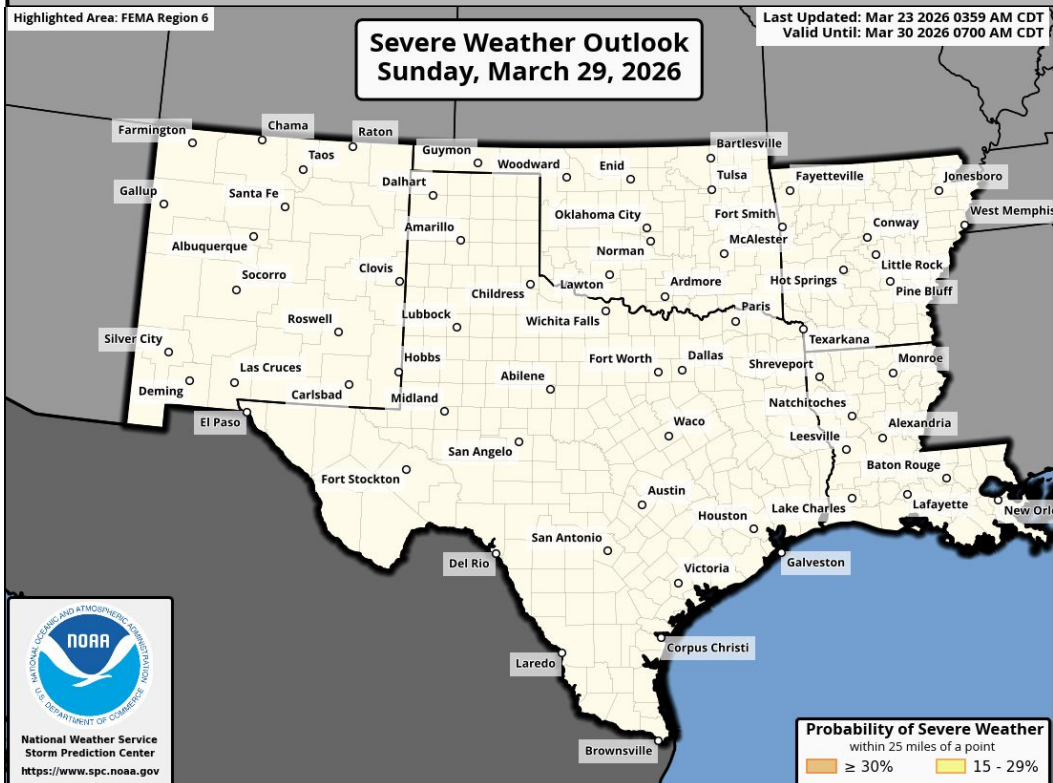 Highlighted Area: FEMA Region 6
Last Updated: Mar 23 2026 0359 AM CDT
Valid Until: Mar 30 2026 0700 AM CDT
Severe Weather Outlook
Sunday, March 29, 2026
Farmington
Chama
Raton
Taos
Guymon
Woodward
Enid
Bartlesville
Tulsa
Fayetteville
Jonesboro
Gallup
Santa Fe
Dalhart
Oklahoma City
Fort Smith
West Memphis
Albuquerque
Amarillo
Norman
McAlester
Conway
Socorro
Clovis
Childress
Lawton
Ardmore
Hot Springs
Little Rock
Pine Bluff
Roswell
Lubbock
Wichita Falls
Paris
Texarkana
Silver City
Las Cruces
Hobbs
Fort Worth
Dallas
Shreveport
Monroe
Deming
Carlsbad
Midland
Abilene
Natchitoches
El Paso
San Angelo
Waco
Leesville
Alexandria
Fort Stockton
Baton Rouge
Austin
Houston
Lake Charles
Lafayette
New Orl
Del Rio
San Antonio
Galveston
Victoria
Laredo
Corpus Christi
Brownsville
NATIONAL OCEANIC AND ATMOSPHERIC ADMINISTRATION
NOAA
U.S. DEPARTMENT OF COMMERCE
National Weather Service
Storm Prediction Center
https://www.spc.noaa.gov
Probability of Severe Weather
within 25 miles of a point
≥ 30%
15 - 29%